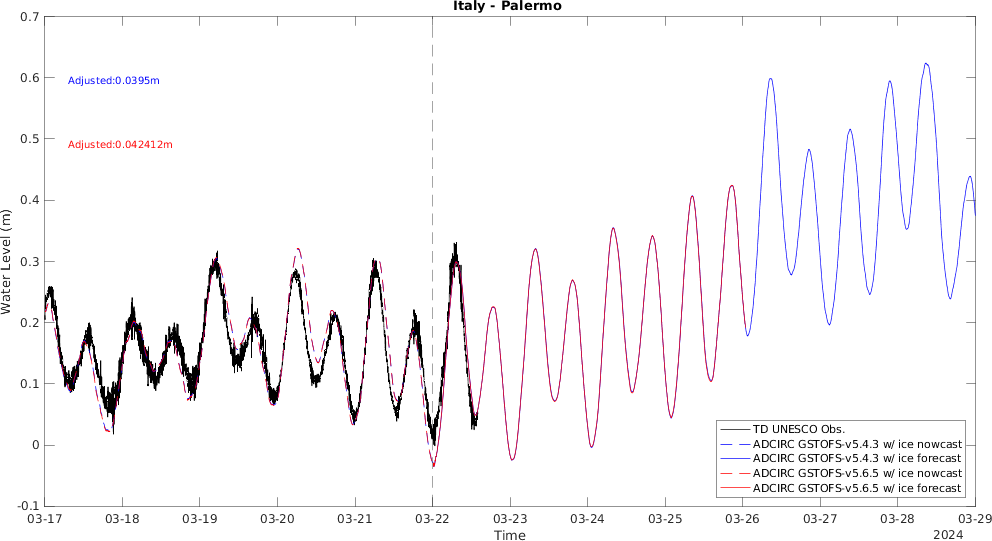 Italy - Palermo
0.7
0.6
0.5
0.4
0.3
0.2
0.1
0
-0.1
Water Level (m)
Adjusted:0.0395m
Adjusted:0.042412m
TD UNESCO Obs.
ADCIRC GSTOFS-v5.4.3 w/ ice nowcast
ADCIRC GSTOFS-v5.4.3 w/ ice forecast
ADCIRC GSTOFS-v5.6.5 w/ ice nowcast
ADCIRC GSTOFS-v5.6.5 w/ ice forecast
03-17 03-18 03-19 03-20 03-21 03-22 03-23 03-24 03-25 03-26 03-27 03-28 03-29
Time
2024